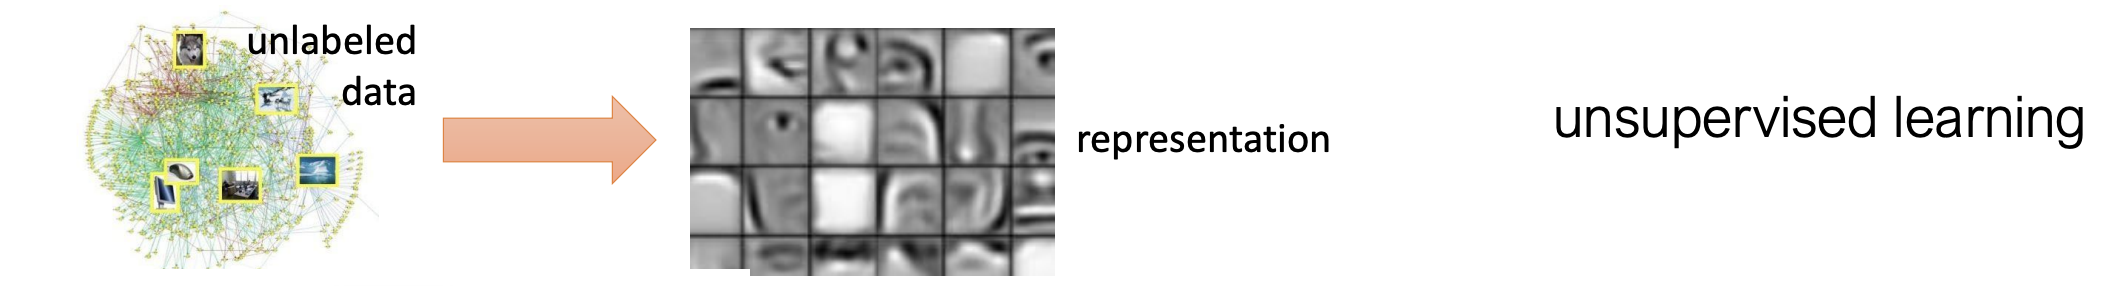 unlabeled
data
representation
unsupervised learning